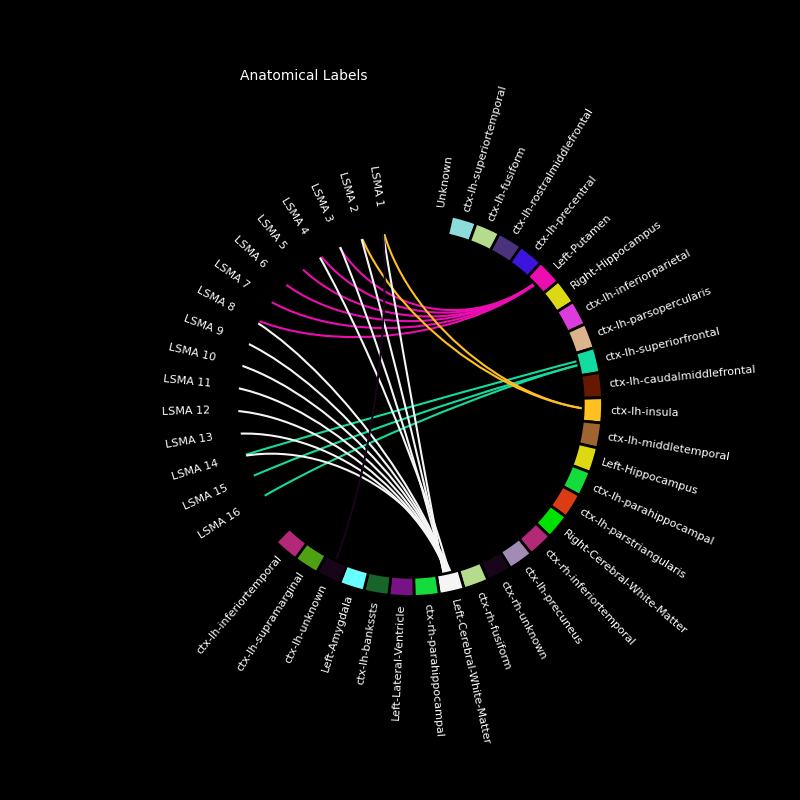 Anatomical Labels
LSMA 1
LSMA 2
LSMA 3
LSMA 4
LSMA 5
LSMA 6
LSMA 7
LSMA 8
LSMA 9
LSMA 10
LSMA 11
LSMA 12
LSMA 13
LSMA 14
LSMA 15
LSMA 16
Unknown
ctx-lh-superiortemporal
ctx-lh-fusiform
ctx-lh-rostralmiddlefrontal
ctx-lh-precentral
Left-Putamen
Right-Hippocampus
ctx-lh-inferiorparietal
ctx-lh-parsopercularis
ctx-lh-superiorfrontal
ctx-lh-caudalmiddlefrontal
ctx-lh-insula
ctx-lh-middletemporal
Left-Hippocampus
ctx-lh-parahippocampal
ctx-lh-parstriangularis
Right-Cerebral-White-Matter
ctx-rh-inferiortemporal
ctx-lh-precuneus
ctx-rh-unknown
ctx-rh-fusiform
Left-Cerebral-White-Matter
ctx-rh-parahippocampal
Left-Lateral-Ventricle
ctx-lh-bankssts
Left-Amygdala
ctx-lh-unknown
ctx-lh-supramarginal
ctx-lh-inferiortemporal